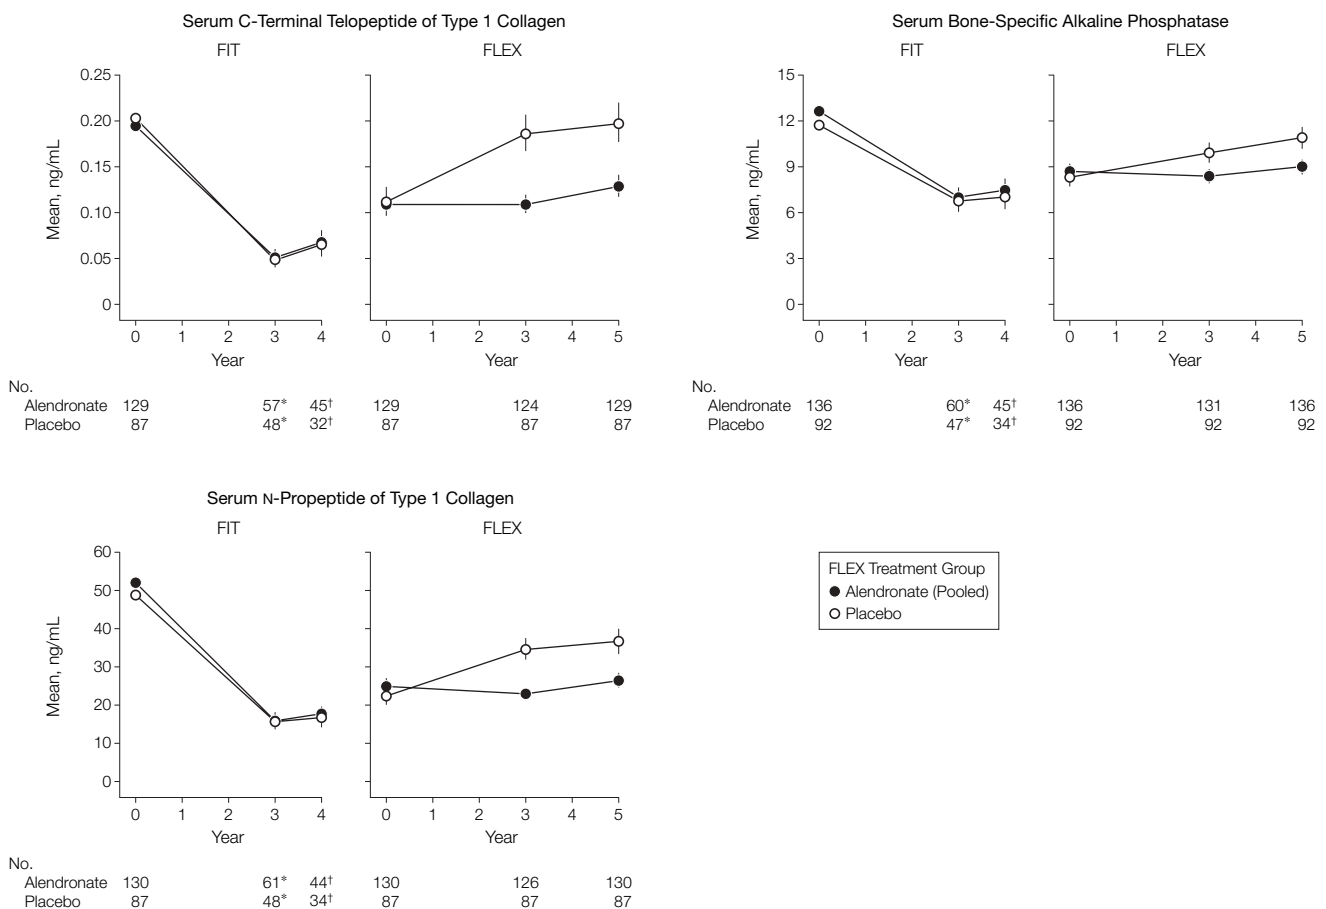 Serum C-Terminal Telopeptide of Type 1 Collagen
FIT
FLEX
0.25
0.20
0.15
0.10
0.05
0
Mean, ng/mL
0 1 2 3 4
Year
0 1 2 3 4 5
Year
No.
Alendronate 129 57* 45† 129 124 129
Placebo 87 48* 32† 87 87 87
Serum Bone-Specific Alkaline Phosphatase
FIT
FLEX
15
12
9
6
3
0
Mean, ng/mL
0 1 2 3 4
Year
0 1 2 3 4 5
Year
No.
Alendronate 136 60* 45† 136 131 136
Placebo 92 47* 34† 92 92 92
Serum N-Propeptide of Type 1 Collagen
FIT
FLEX
60
50
40
30
20
10
0
Mean, ng/mL
0 1 2 3 4
Year
0 1 2 3 4 5
Year
No.
Alendronate 130 61* 44† 130 126 130
Placebo 87 48* 34† 87 87 87
FLEX Treatment Group
Alendronate (Pooled)
Placebo